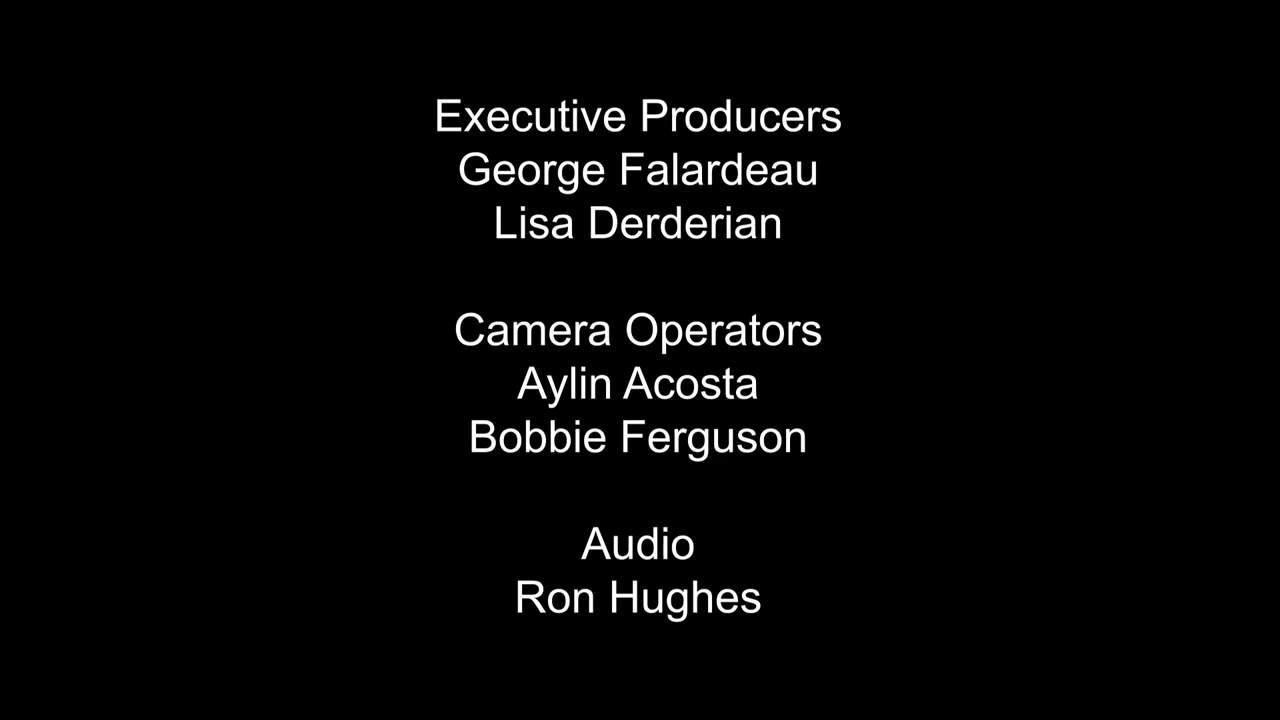 Executive Producers
George Falardeau
Lisa Derderian
Camera Operators
Aylin Acosta
Bobbie Ferguson
Audio
Ron Hughes